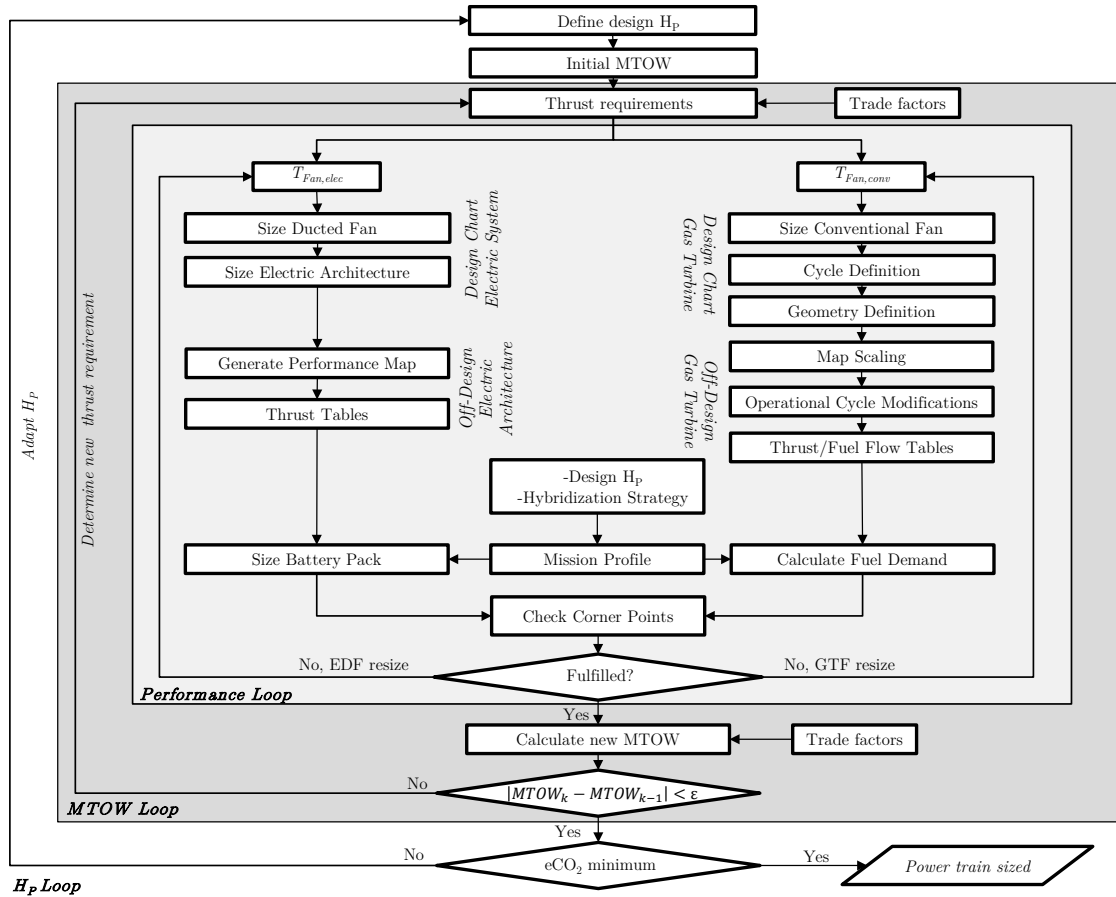 Define design H_P
Initial MTOW
Thrust requirements
Trade factors
T_Fan,elec
T_Fan,conv
Size Ducted Fan
Size Electric Architecture
Design Chart
Electric System
Size Conventional Fan
Cycle Definition
Geometry Definition
Design Chart
Gas Turbine
Generate Performance Map
Thrust Tables
Off-Design
Electric
Architecture
Map Scaling
Operational Cycle Modifications
Thrust/Fuel Flow Tables
Off-Design
Gas Turbine
Adapt H_P
Determine new thrust requirement
-Design H_P
-Hybridization Strategy
Size Battery Pack
Mission Profile
Calculate Fuel Demand
Check Corner Points
No, EDF resize
Fulfilled?
No, GTF resize
Performance Loop
Yes
Calculate new MTOW
Trade factors
No
|MTOW_k − MTOW_k−1| < ε
MTOW Loop
Yes
No
eCO₂ minimum
Yes
Power train sized
H_P Loop